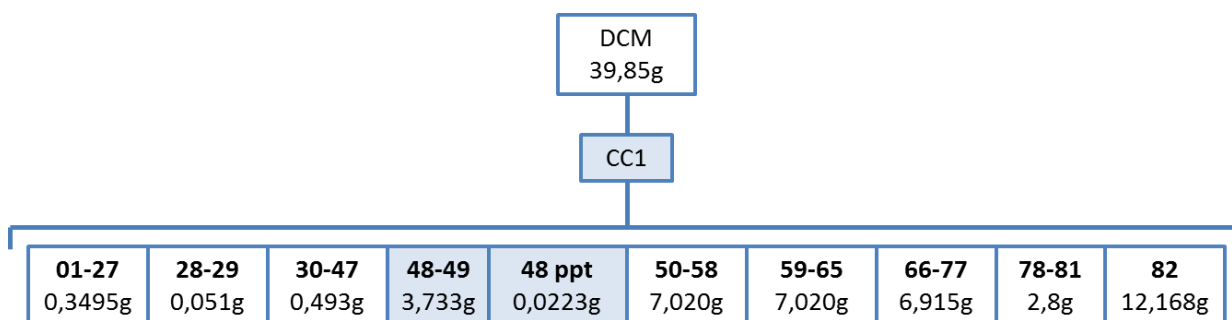 DCM
39,85g
CC1
01-27 28-29 30-47 48-49 48 ppt 50-58 59-65 66-77 78-81 82
0,3495g 0,051g 0,493g 3,733g 0,0223g 7,020g 7,020g 6,915g 2,8g 12,168g